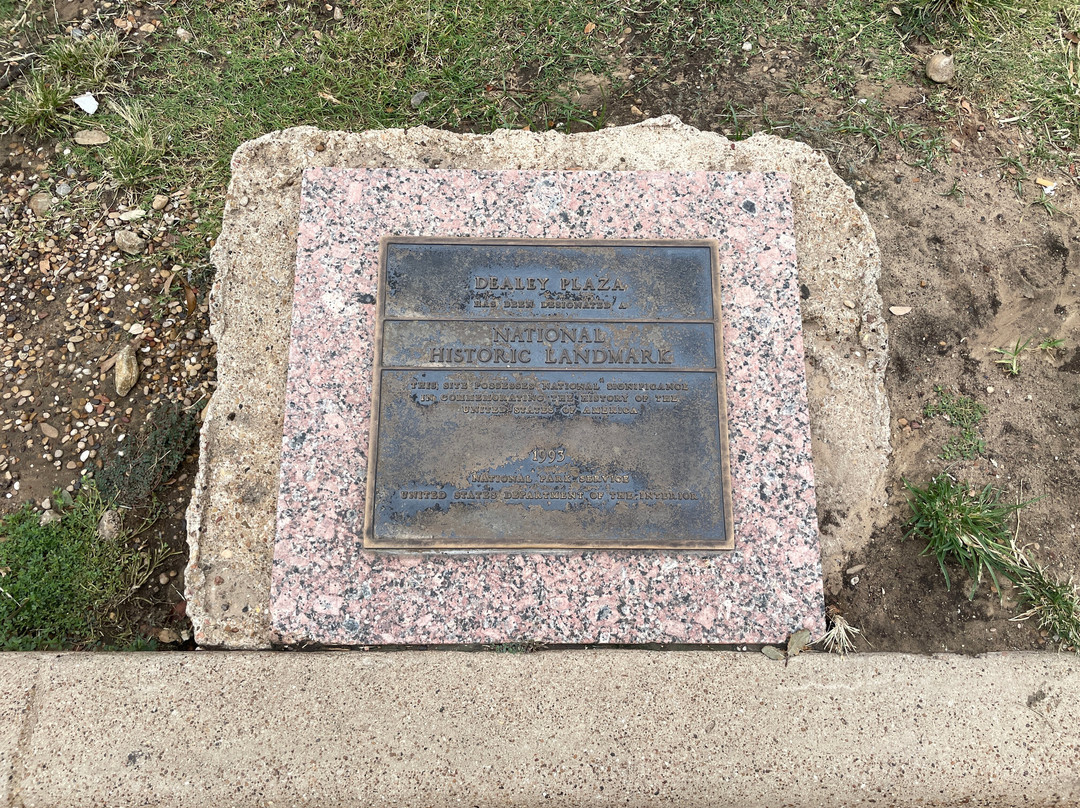 DEALEY PLAZA
HAS BEEN DESIGNATED A
NATIONAL
HISTORIC LANDMARK
THIS SITE POSSESSES NATIONAL SIGNIFICANCE
IN COMMEMORATING THE HISTORY OF THE
UNITED STATES OF AMERICA
1993
NATIONAL PARK SERVICE
UNITED STATES DEPARTMENT OF THE INTERIOR